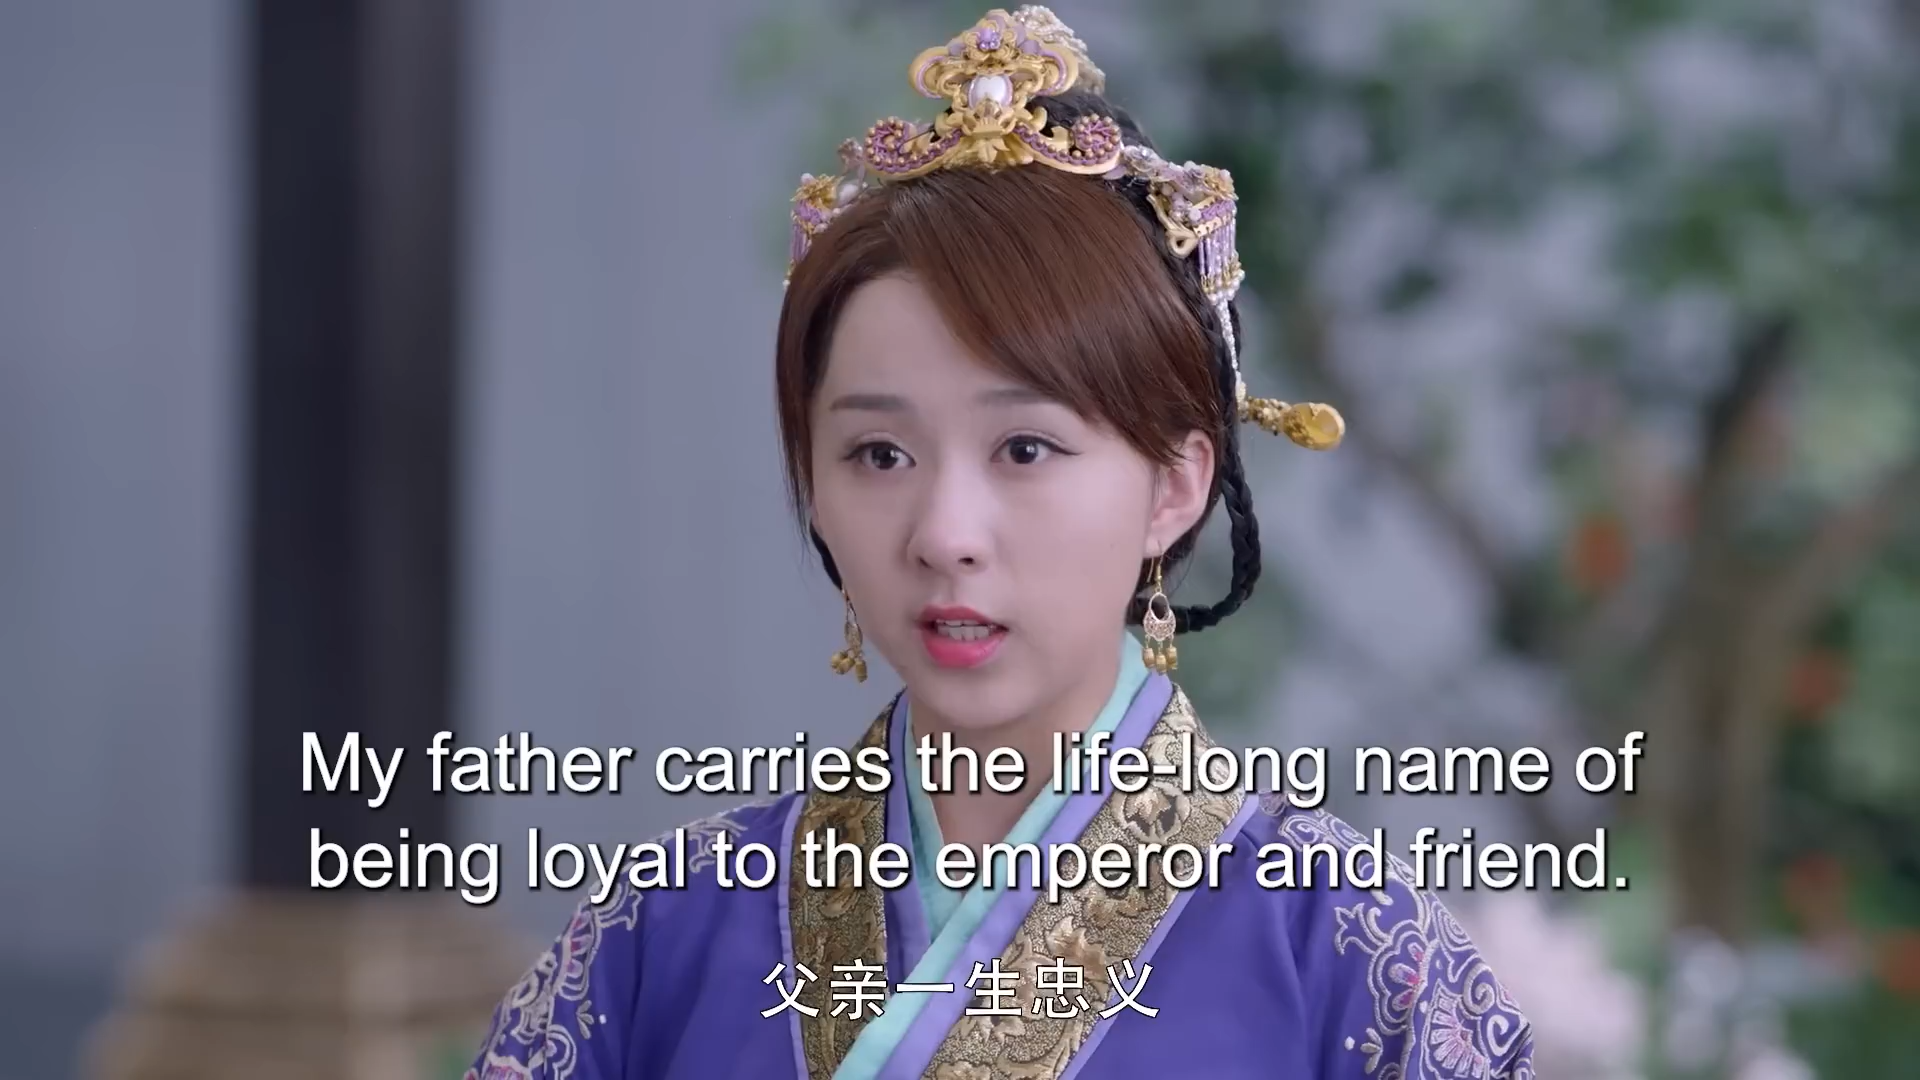 My father carries the life-long name of
being loyal to the emperor and friend.
父亲一生忠义